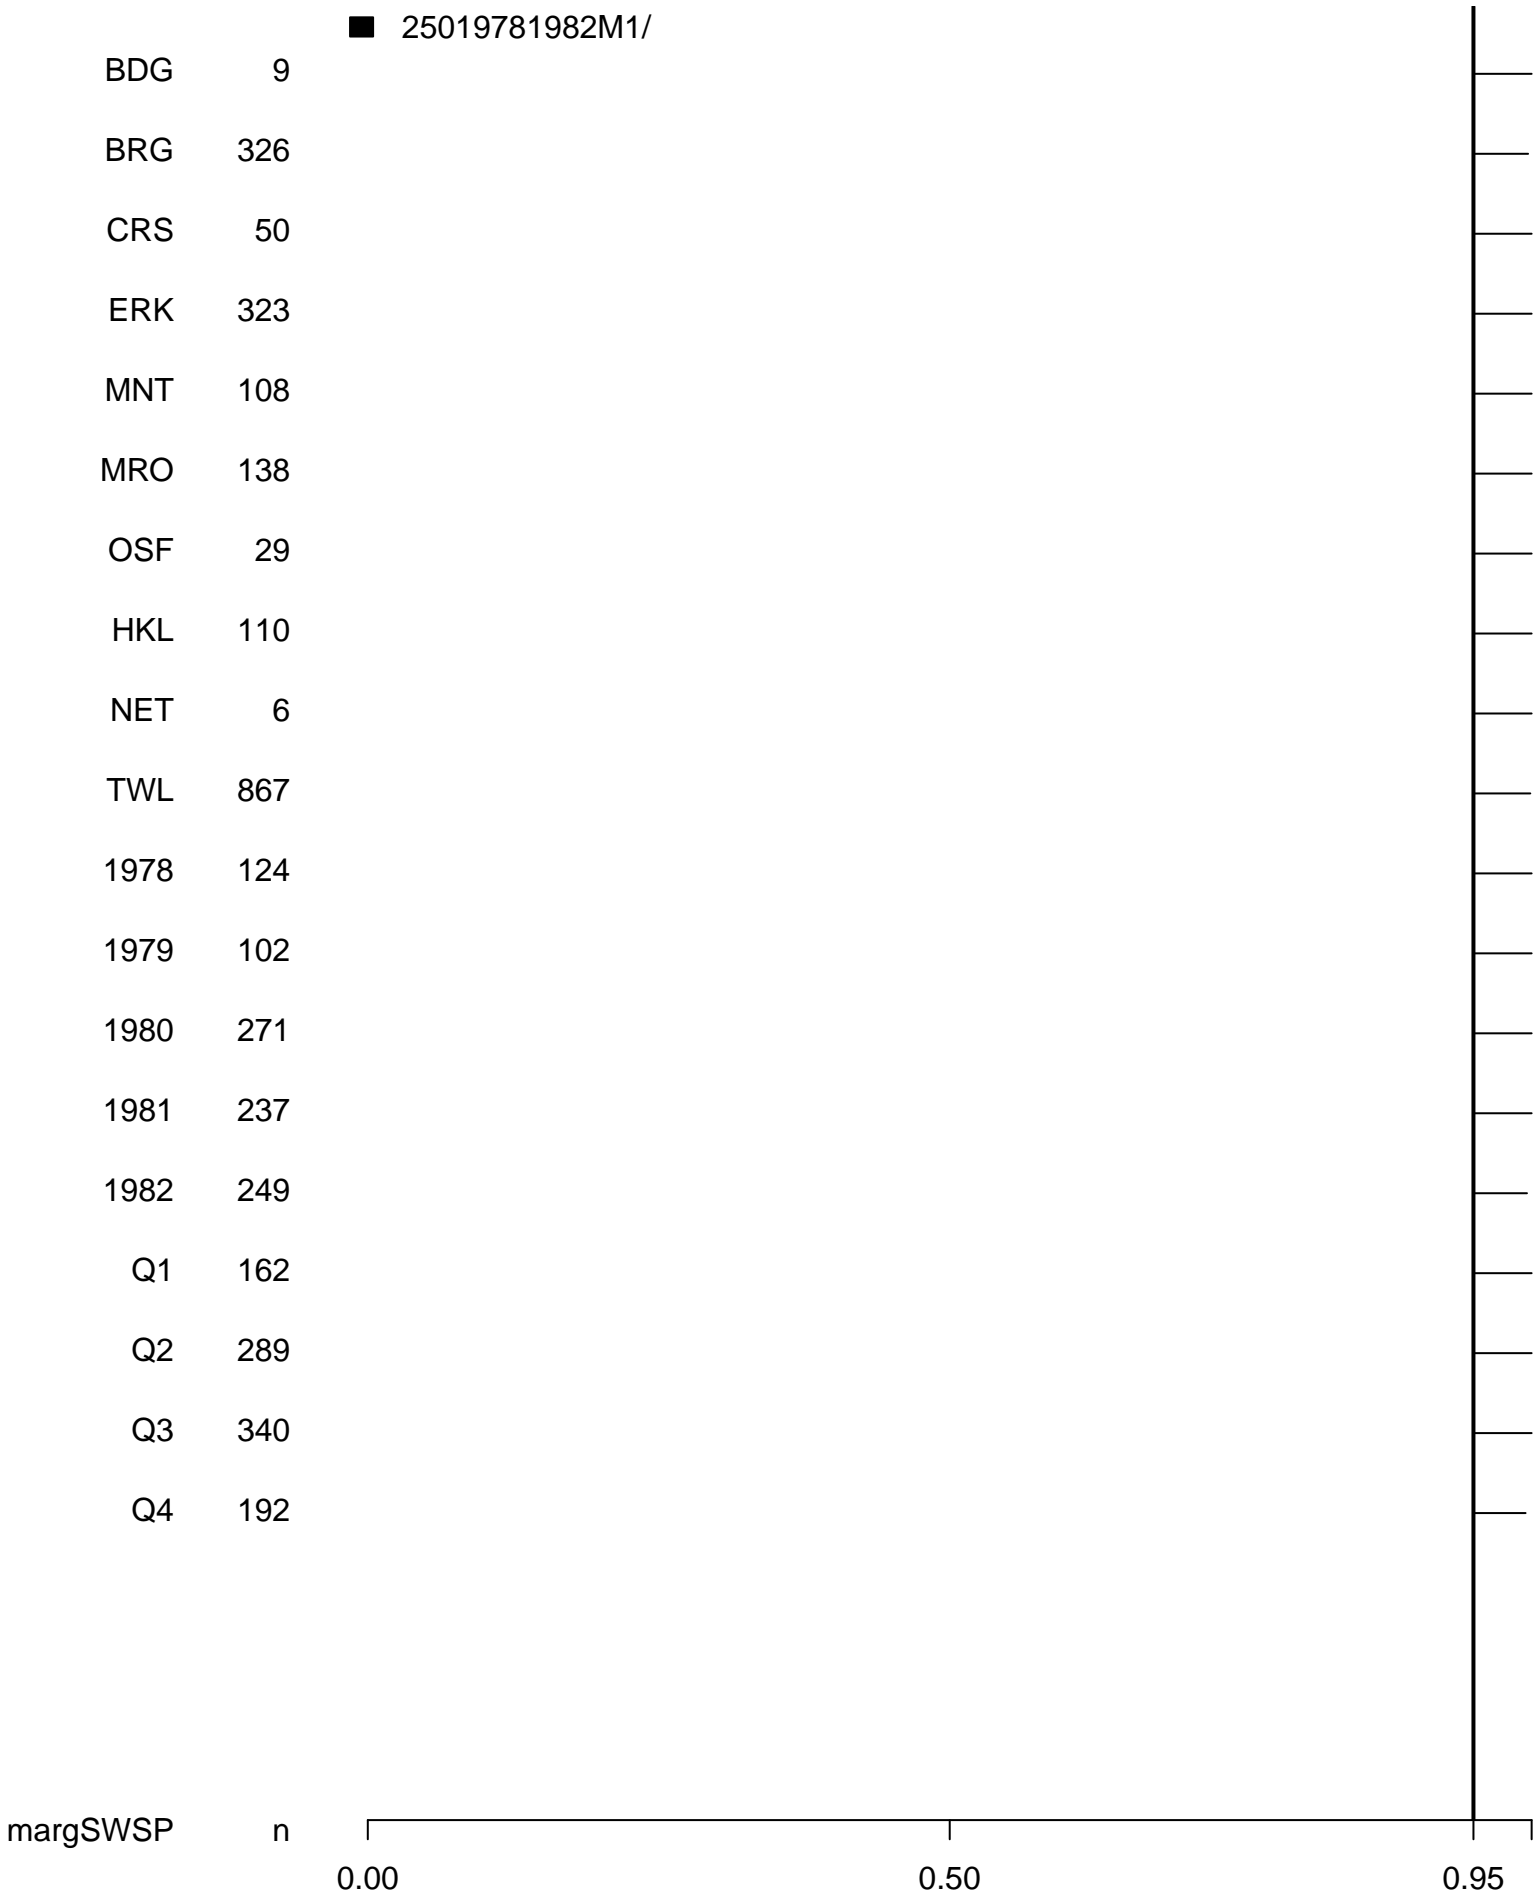 25019781982M1/
BDG 9
BRG 326
CRS 50
ERK 323
MNT 108
MRO 138
OSF 29
HKL 110
NET 6
TWL 867
1978 124
1979 102
1980 271
1981 237
1982 249
Q1 162
Q2 289
Q3 340
Q4 192
margSWSP n
0.00 0.50 0.95